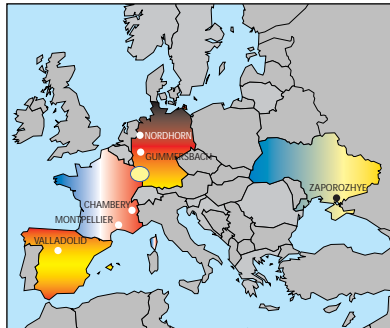 NORDHORN
GUMMERSBACH
ZAPOROZHYE
CHAMBERY
MONTPELLIER
VALLADOLID